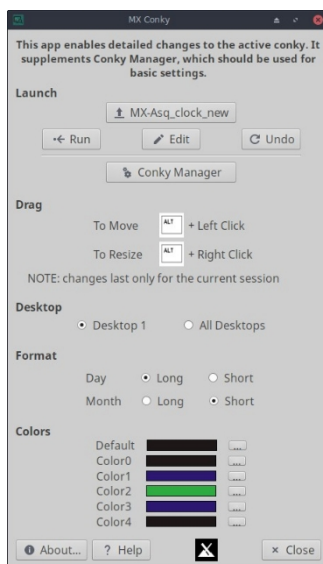 MX Conky
This app enables detailed changes to the active conky. It
supplements Conky Manager, which should be used for
basic settings.
Launch
MX-Asq_clock_new
Run Edit Undo
Conky Manager
Drag
To Move ALT + Left Click
To Resize ALT + Right Click
NOTE: changes last only for the current session
Desktop
Desktop 1 All Desktops
Format
Day Long Short
Month Long Short
Colors
Default ...
Color0 ...
Color1 ...
Color2 ...
Color3 ...
Color4 ...
About... ? Help × Close